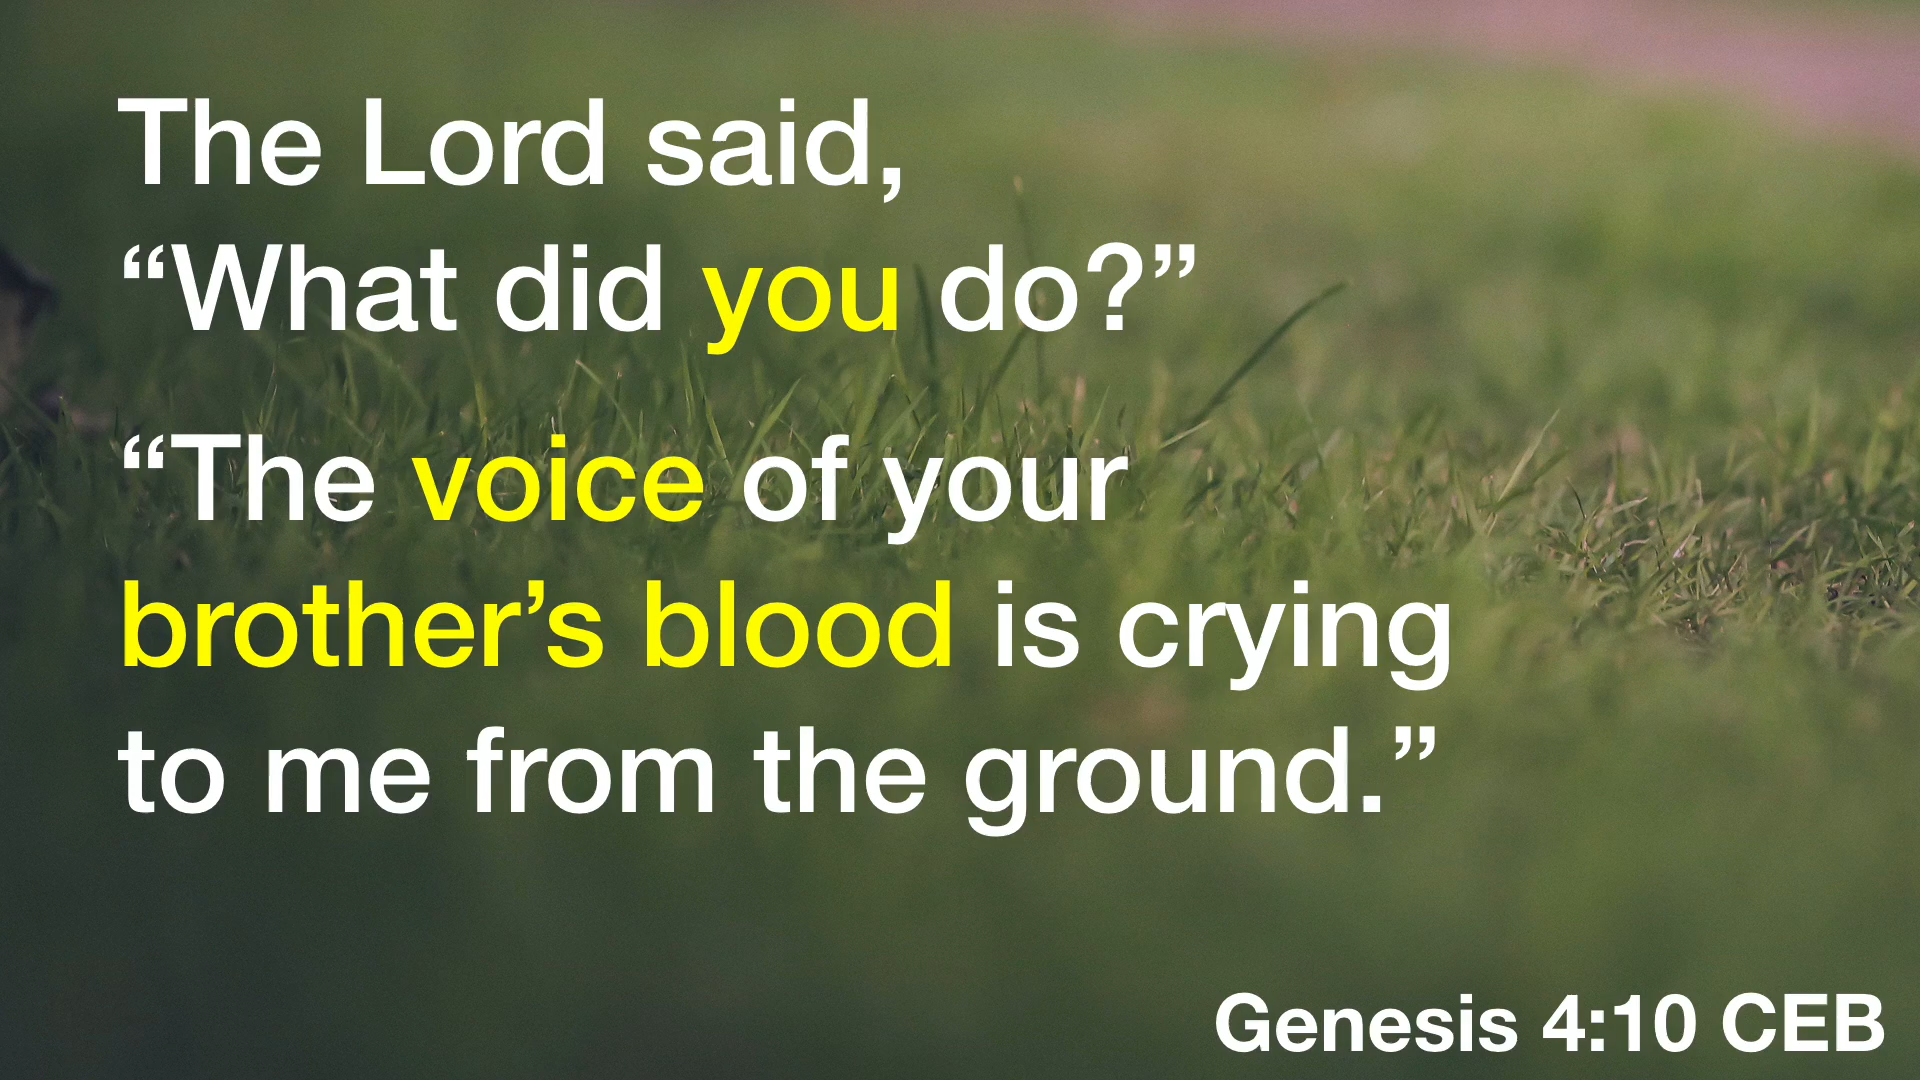 The Lord said,
“What did you do?”
“The voice of your
brother’s blood is crying
to me from the ground.”
Genesis 4:10 CEB